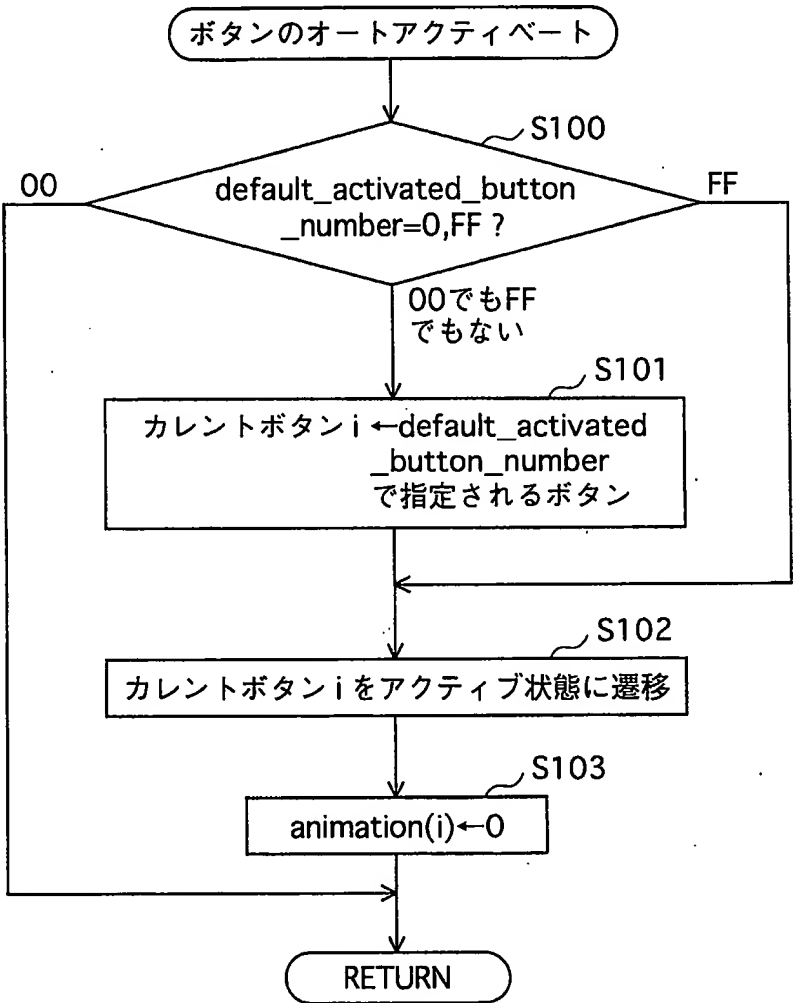 ボタンのオートアクティベート
S100
00
default_activated_button
_number=0,FF ?
FF
00でもFF
でもない
S101
カレントボタンi←default_activated
_button_number
で指定されるボタン
S102
カレントボタンiをアクティブ状態に遷移
S103
animation(i)←0
RETURN